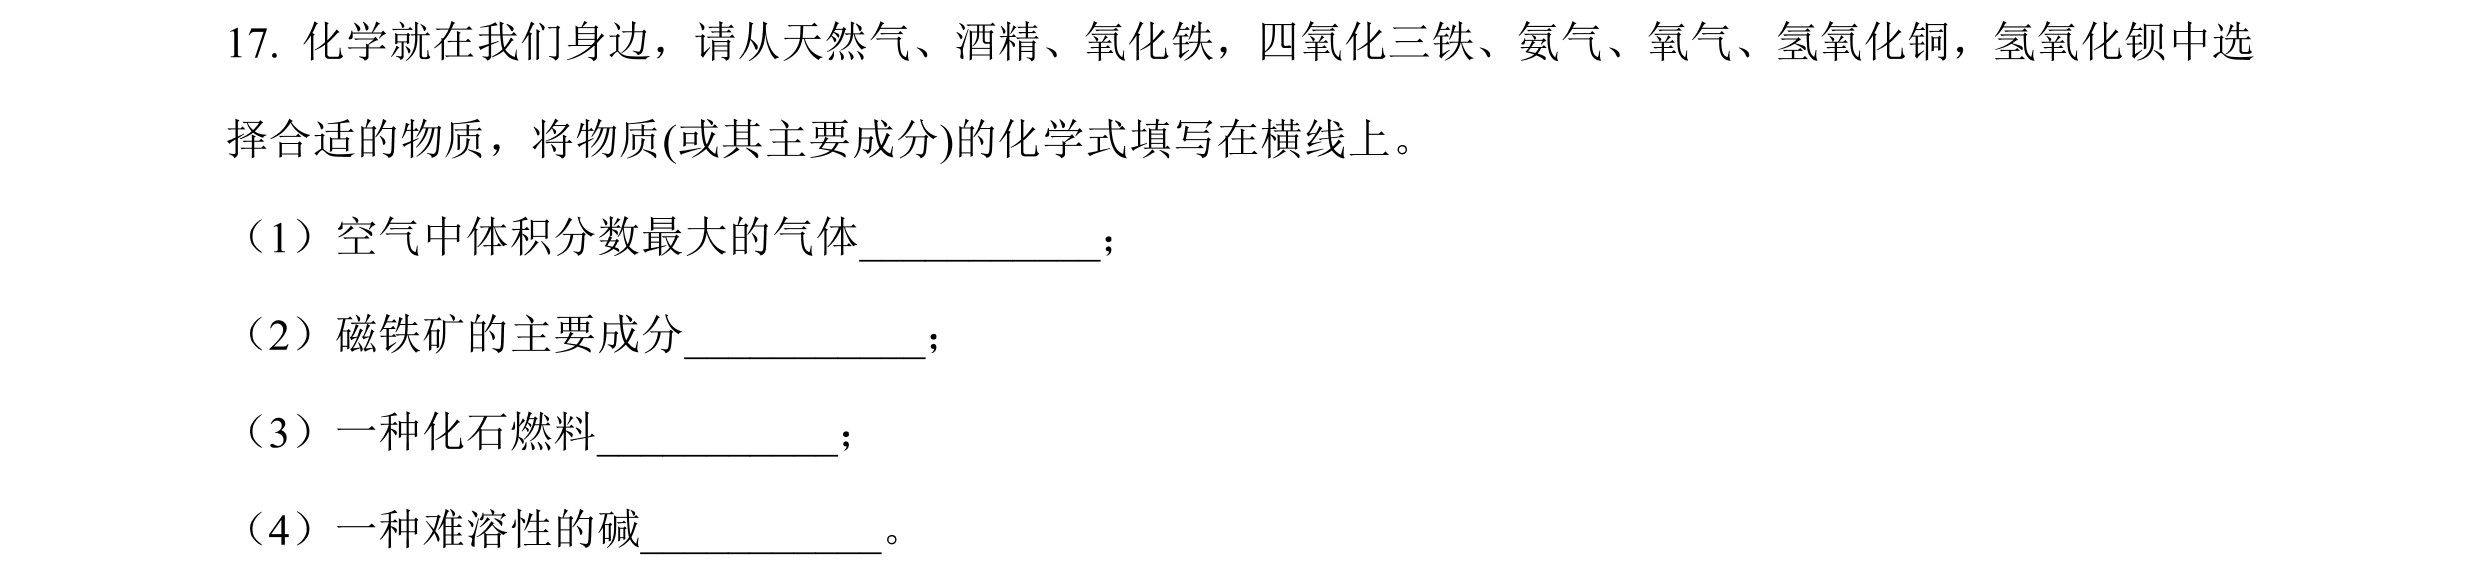 17. 化学就在我们身边，请从天然气、酒精、氧化铁，四氧化三铁、氨气、氧气、氢氧化铜，氢氧化钡中选
择合适的物质，将物质(或其主要成分)的化学式填写在横线上。
（1）空气中体积分数最大的气体___________；
（2）磁铁矿的主要成分___________；
（3）一种化石燃料___________；
（4）一种难溶性的碱___________。